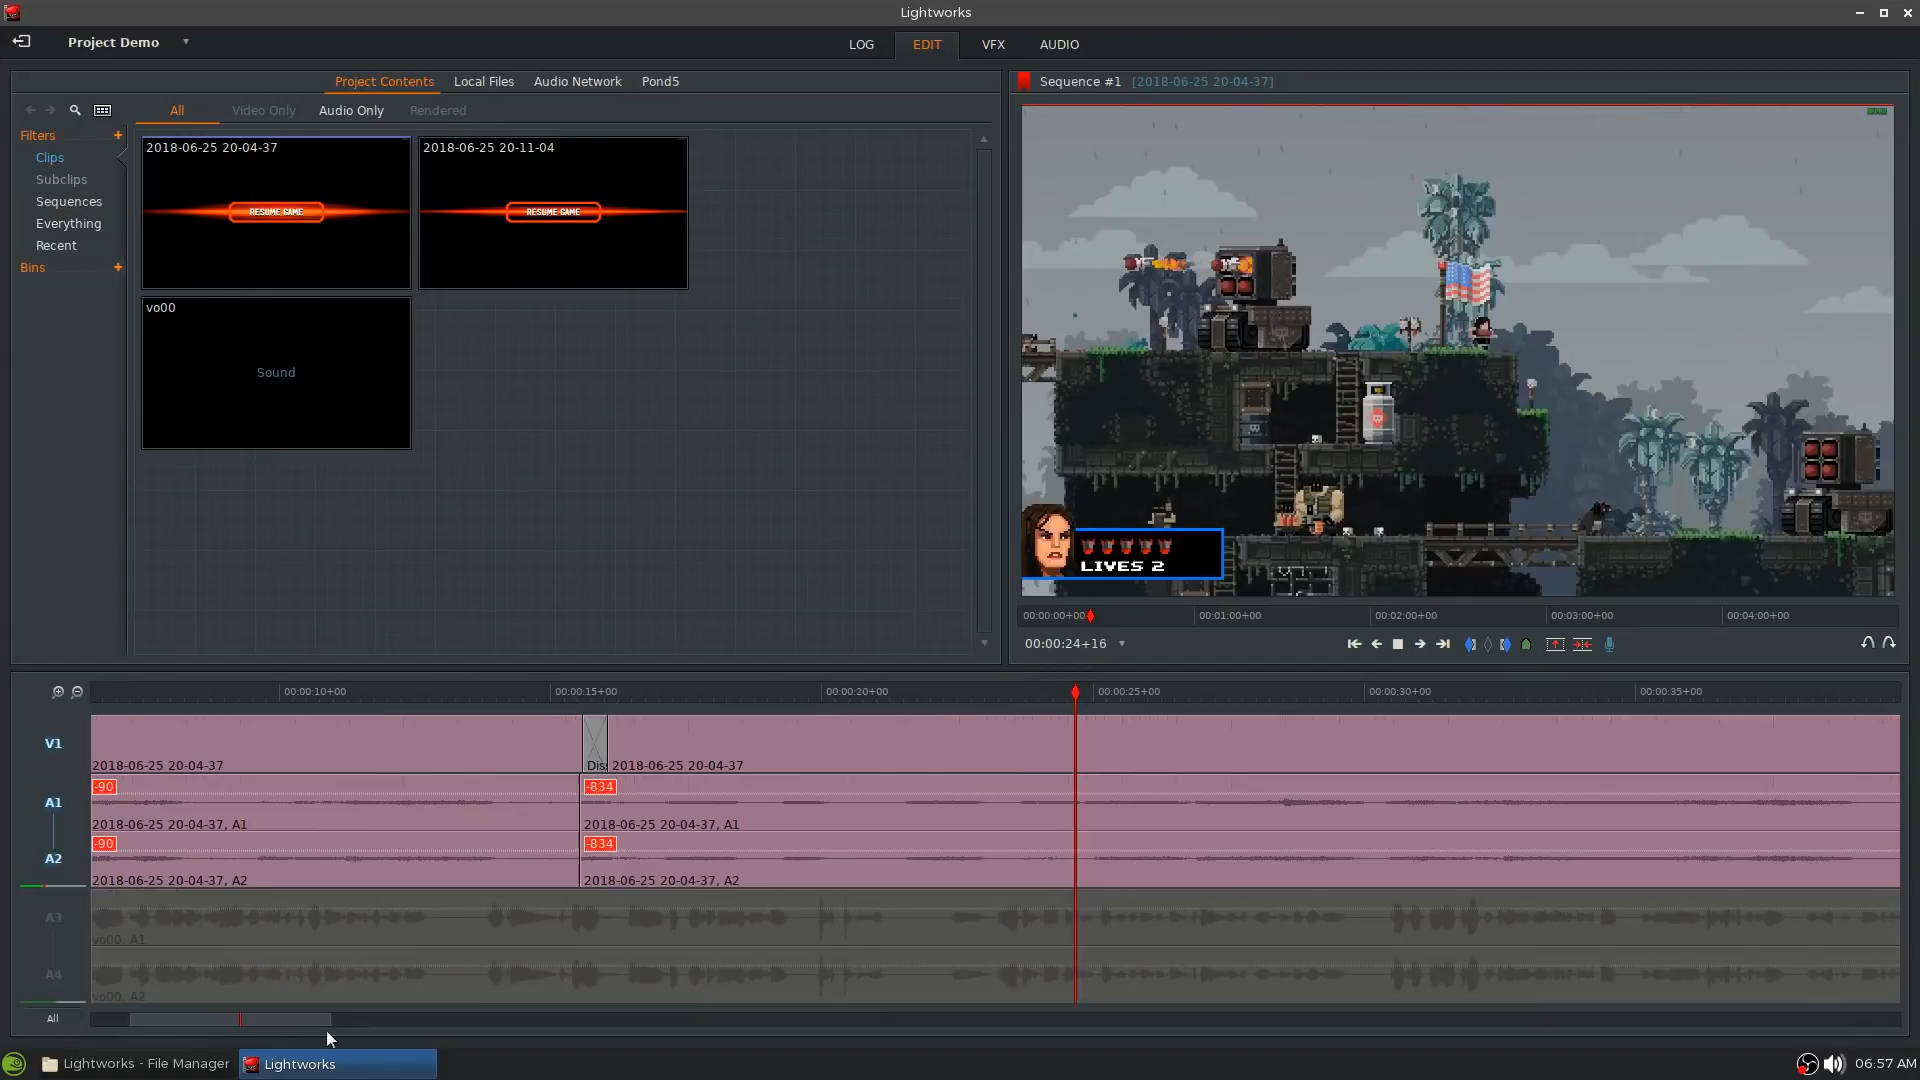 Lightworks
Project Demo
LOG EDIT VFX AUDIO
Project Contents Local Files Audio Network Pond5
All Video Only Audio Only Rendered
Filters +
Clips
Subclips
Sequences
Everything
Recent
Bins +
2018-06-25 20-04-37
RESUME GAME
2018-06-25 20-11-04
RESUME GAME
vo00
Sound
Sequence #1 [2018-06-25 20-04-37]
LIVES 2
00:00:00+00 00:01:00+00 00:02:00+00 00:03:00+00 00:04:00+00
00:00:24+16
00:00:10+00 00:00:15+00 00:00:20+00 00:00:25+00 00:00:30+00 00:00:35+00
V1
2018-06-25 20-04-37 Dis 2018-06-25 20-04-37
-90 -834
A1
2018-06-25 20-04-37, A1 2018-06-25 20-04-37, A1
-90 -834
A2
2018-06-25 20-04-37, A2 2018-06-25 20-04-37, A2
A3
vo00, A1
A4
vo00, A2
All
Lightworks - File Manager Lightworks 06:57 AM